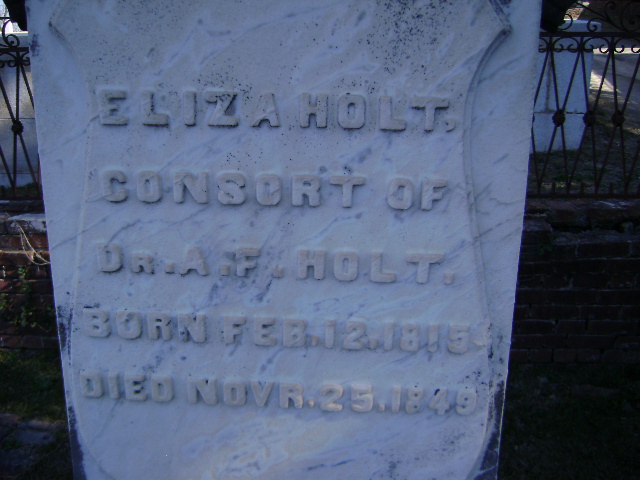 ELIZA HOLT,
CONSORT OF
DR. A. F. HOLT.
BORN FEB. 12. 1815.
DIED NOVR. 25. 1849